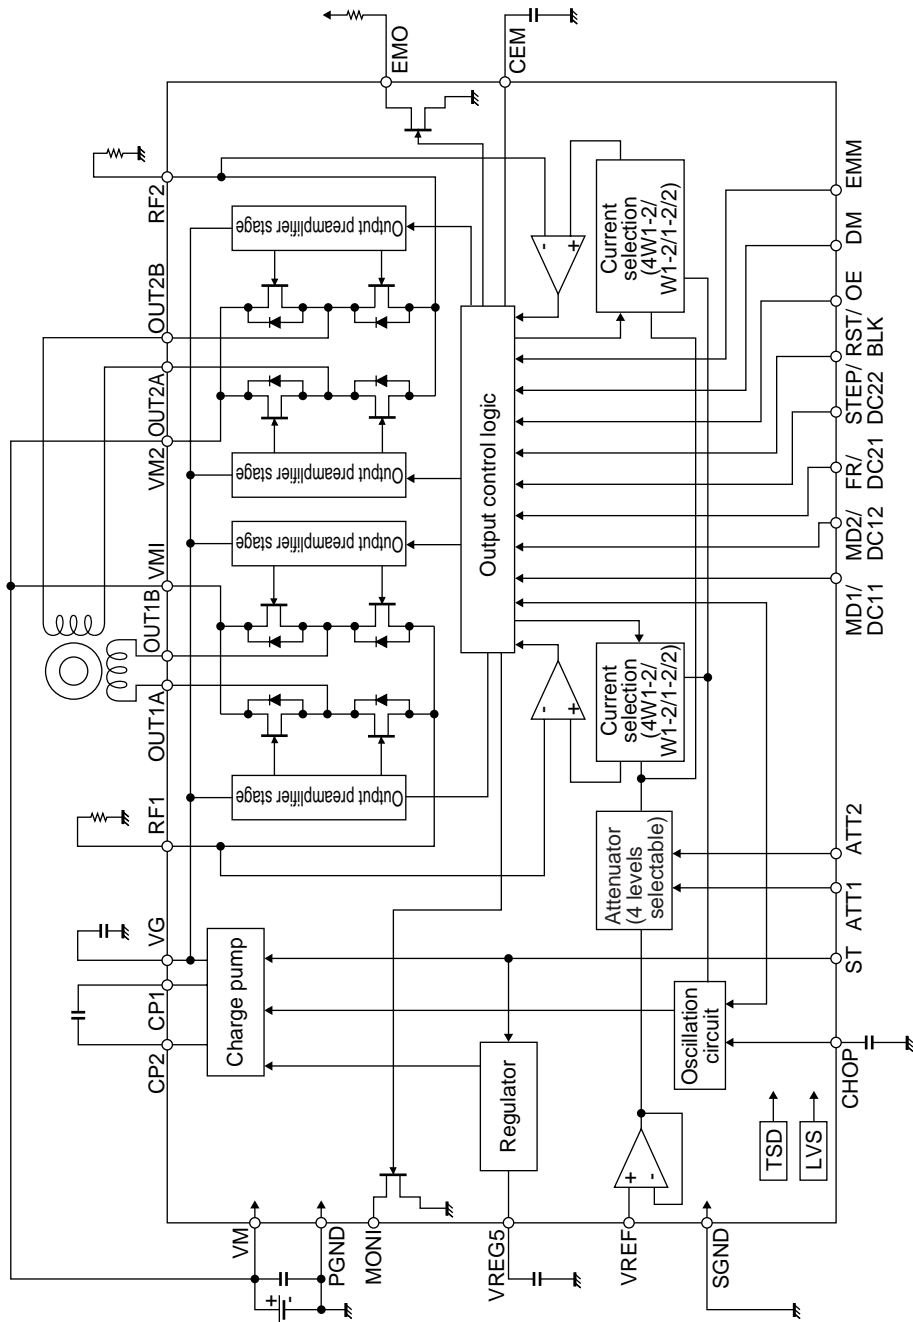 CP2
CP1
VG
RF1
OUT1A
OUT1B
VMI
VM2
OUT2A
OUT2B
RF2
VM
+
-
PGND
MONI
VREG5
VREF
SGND
EMO
CEM
Charge pump
Output preamplifier stage
Output preamplifier stage
Output preamplifier stage
Output preamplifier stage
Regulator
Output control logic
+
-
-
+
-
+
Attenuator
(4 levels
selectable)
Current
selection
(4W1-2/
W1-2/1-2/2)
Current
selection
(4W1-2/
W1-2/1-2/2)
Oscillation
circuit
TSD
LVS
CHOP
ST
ATT1
ATT2
MD1/
DC11
MD2/
DC12
FR/
DC21
STEP/
DC22
RST/
BLK
OE
DM
EMM